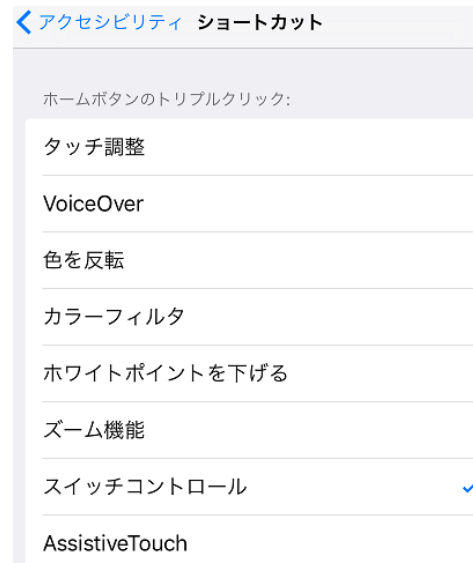 アクセシビリティ ショートカット
ホームボタンのトリプルクリック:
タッチ調整
VoiceOver
色を反転
カラーフィルタ
ホワイトポイントを下げる
ズーム機能
スイッチコントロール
AssistiveTouch